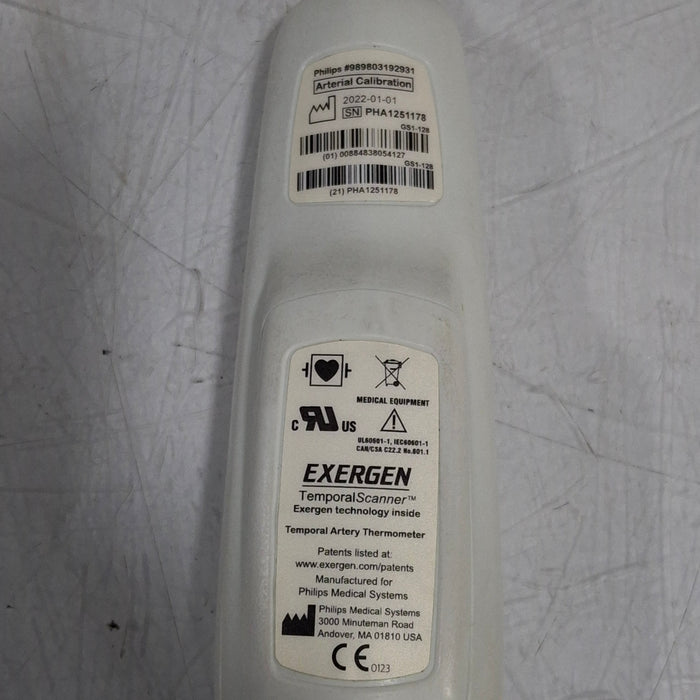 Philips #989803192931
Arterial Calibration
2022-01-01
SN PHA1251178
GS1-128
(01) 00884838054127
GS1-128
(21) PHA1251178
MEDICAL EQUIPMENT
c RU US
UL60601-1, IEC60601-1
CAN/CSA C22.2 No.601.1
EXERGEN
TemporalScanner™
Exergen technology inside
Temporal Artery Thermometer
Patents listed at:
www.exergen.com/patents
Manufactured for
Philips Medical Systems
Philips Medical Systems
3000 Minuteman Road
Andover, MA 01810 USA
CE 0123